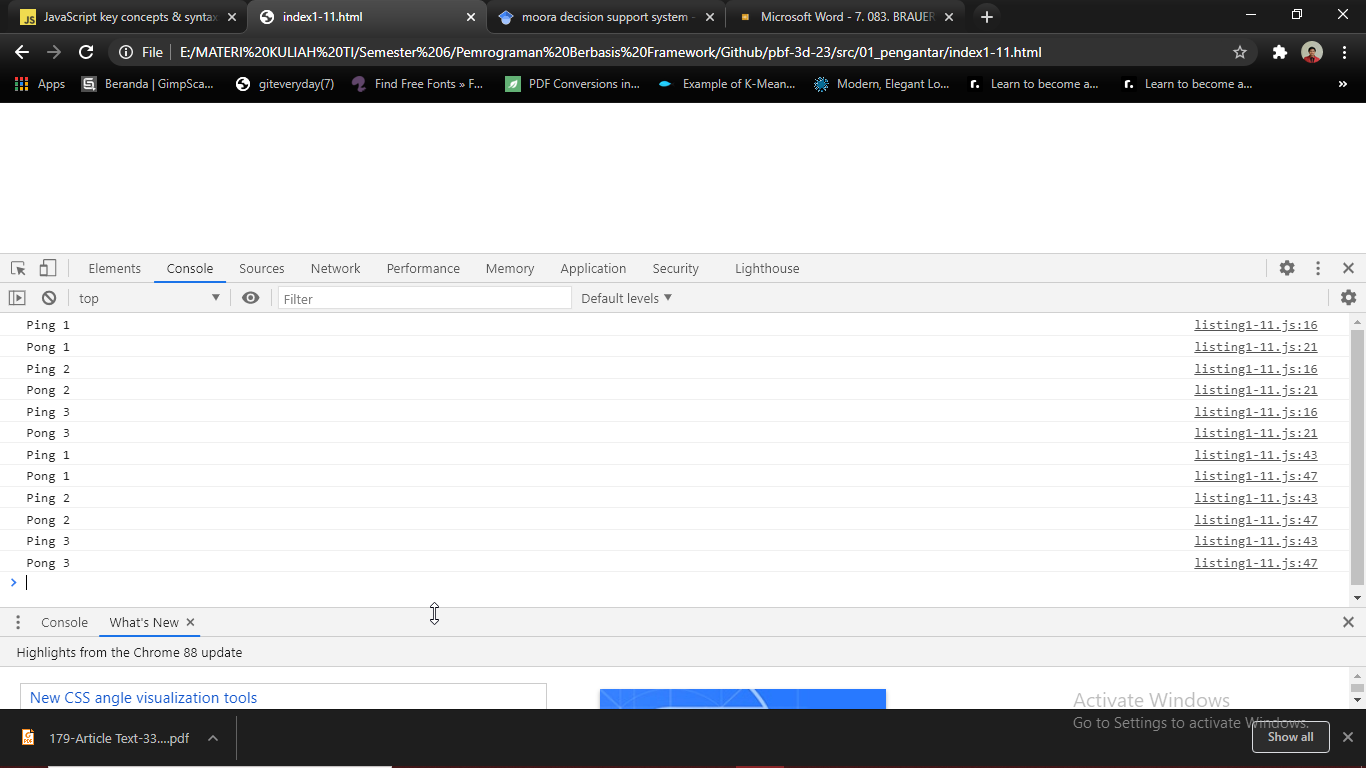 JS JavaScript key concepts & syntax
index1-11.html
moora decision support system -
Microsoft Word - 7. 083. BRAUER
File E:/MATERI%20KULIAH%20TI/Semester%206/Pemrograman%20Berbasis%20Framework/Github/pbf-3d-23/src/01_pengantar/index1-11.html
Apps Beranda | GimpSca... giteveryday(7) Find Free Fonts » F... PDF Conversions in... Example of K-Mean... Modern, Elegant Lo... r. Learn to become a... r. Learn to become a... »
Elements Console Sources Network Performance Memory Application Security Lighthouse
top Filter Default levels
Ping 1 listing1-11.js:16
Pong 1 listing1-11.js:21
Ping 2 listing1-11.js:16
Pong 2 listing1-11.js:21
Ping 3 listing1-11.js:16
Pong 3 listing1-11.js:21
Ping 1 listing1-11.js:43
Pong 1 listing1-11.js:47
Ping 2 listing1-11.js:43
Pong 2 listing1-11.js:47
Ping 3 listing1-11.js:43
Pong 3 listing1-11.js:47
Console What's New
Highlights from the Chrome 88 update
New CSS angle visualization tools
Activate Windows
Go to Settings to activate Windows.
179-Article Text-33....pdf
Show all